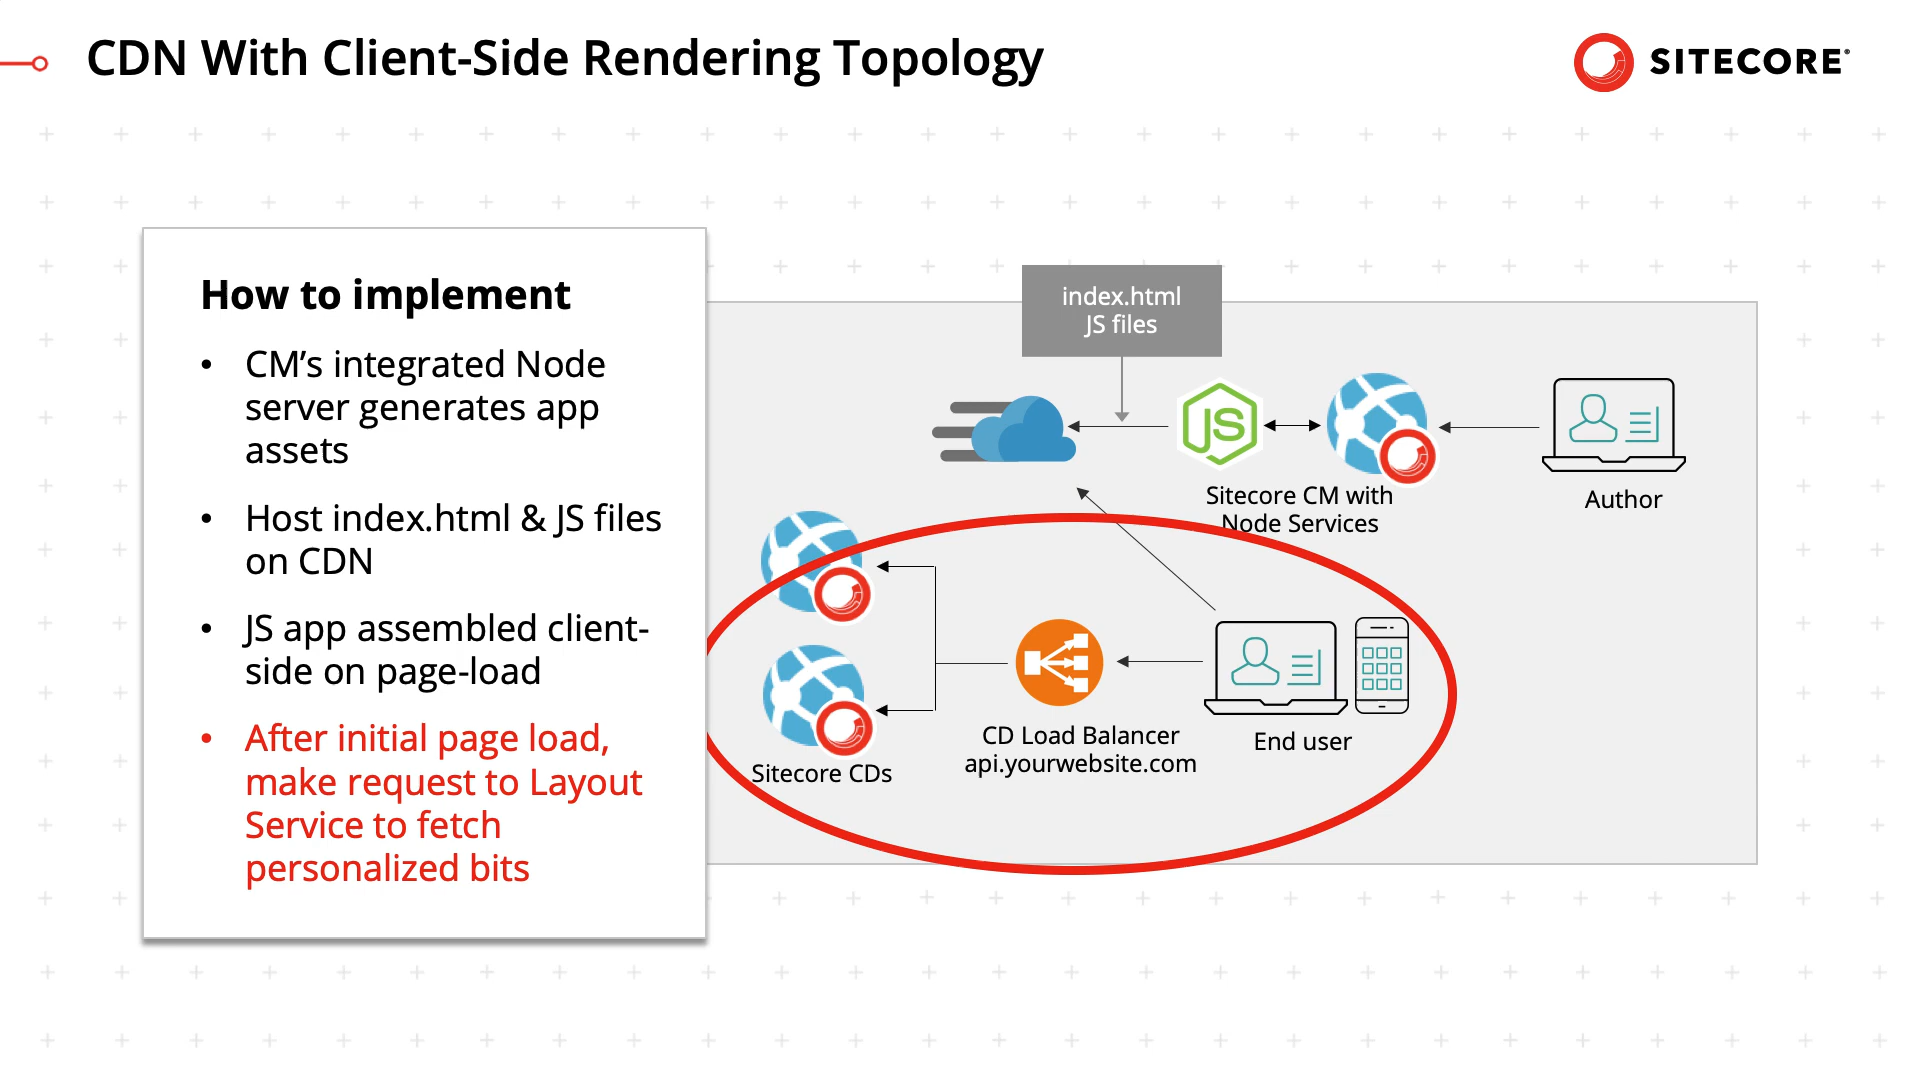 CDN With Client-Side Rendering Topology
SITECORE
How to implement
• CM’s integrated Node
server generates app
assets
• Host index.html & JS files
on CDN
• JS app assembled client-
side on page-load
• After initial page load,
make request to Layout
Service to fetch
personalized bits
index.html
JS files
JS
Sitecore CM with
Node Services
Author
Sitecore CDs
CD Load Balancer
api.yourwebsite.com
End user